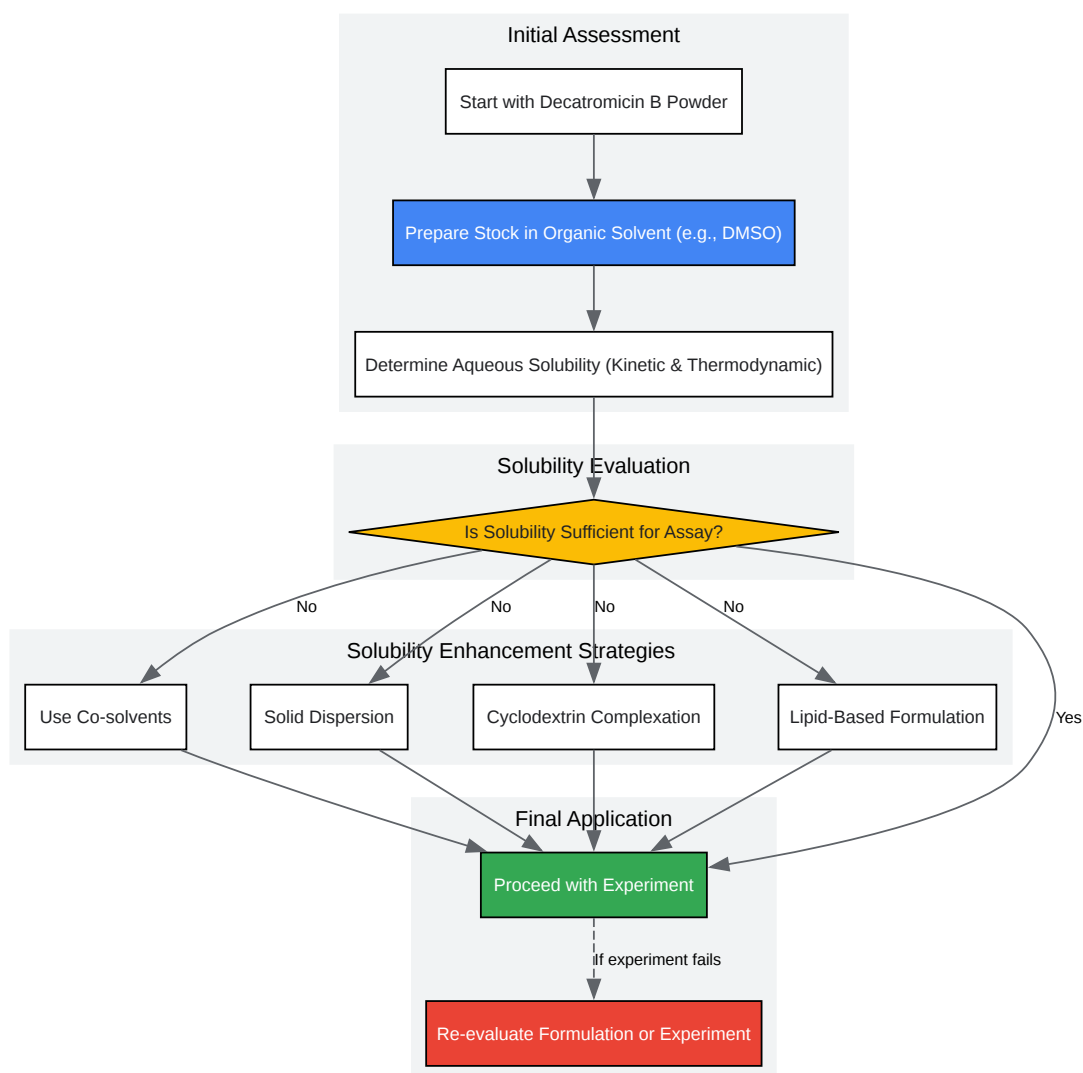 Initial Assessment
Start with Decatromicin B Powder
Prepare Stock in Organic Solvent (e.g., DMSO)
Determine Aqueous Solubility (Kinetic & Thermodynamic)
Solubility Evaluation
Is Solubility Sufficient for Assay?
No
No
No
No
Yes
Solubility Enhancement Strategies
Use Co-solvents
Solid Dispersion
Cyclodextrin Complexation
Lipid-Based Formulation
Final Application
Proceed with Experiment
If experiment fails
Re-evaluate Formulation or Experiment